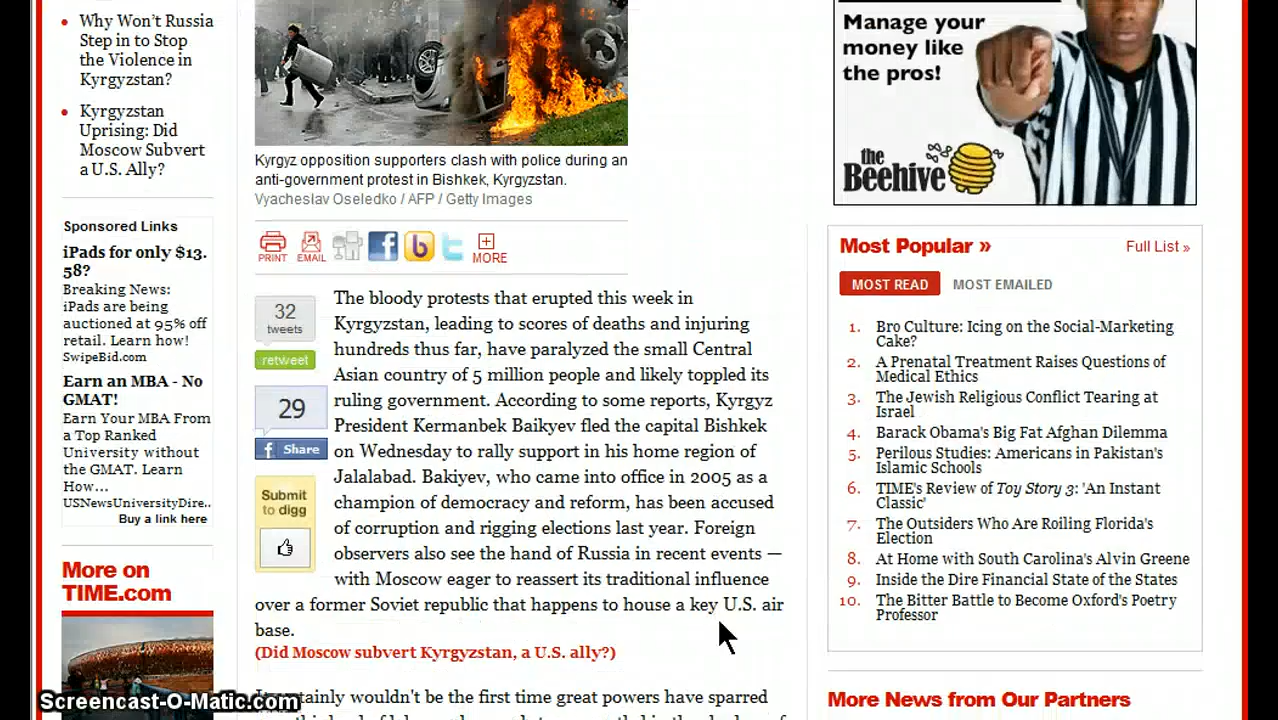 Why Won't Russia
Step in to Stop
the Violence in
Kyrgyzstan?
Kyrgyzstan
Uprising: Did
Moscow Subvert
a U.S. Ally?
Sponsored Links
iPads for only $13.
58?
Breaking News:
iPads are being
auctioned at 95% off
retail. Learn how!
SwipeBid.com
Earn an MBA - No
GMAT!
Earn Your MBA From
a Top Ranked
University without
the GMAT. Learn
How...
USNewsUniversityDire..
Buy a link here
More on
TIME.com
Kyrgyz opposition supporters clash with police during an
anti-government protest in Bishkek, Kyrgyzstan.
Vyacheslav Oseledko / AFP / Getty Images
PRINT
EMAIL
MORE
32
tweets
retweet
29
Share
Submit
to digg
The bloody protests that erupted this week in
Kyrgyzstan, leading to scores of deaths and injuring
hundreds thus far, have paralyzed the small Central
Asian country of 5 million people and likely toppled its
ruling government. According to some reports, Kyrgyz
President Kermanbek Baikyev fled the capital Bishkek
on Wednesday to rally support in his home region of
Jalalabad. Bakiyev, who came into office in 2005 as a
champion of democracy and reform, has been accused
of corruption and rigging elections last year. Foreign
observers also see the hand of Russia in recent events —
with Moscow eager to reassert its traditional influence
over a former Soviet republic that happens to house a key U.S. air
base.
(Did Moscow subvert Kyrgyzstan, a U.S. ally?)
wouldn't be the first time great powers have sparred
Manage your
money like
the pros!
the
Beehive
Most Popular »
Full List »
MOST READ
MOST EMAILED
1. Bro Culture: Icing on the Social-Marketing
Cake?
2. A Prenatal Treatment Raises Questions of
Medical Ethics
3. The Jewish Religious Conflict Tearing at
Israel
4. Barack Obama's Big Fat Afghan Dilemma
5. Perilous Studies: Americans in Pakistan's
Islamic Schools
6. TIME's Review of Toy Story 3: 'An Instant
Classic'
7. The Outsiders Who Are Roiling Florida's
Election
8. At Home with South Carolina's Alvin Greene
9. Inside the Dire Financial State of the States
10. The Bitter Battle to Become Oxford's Poetry
Professor
More News from Our Partners
Screencast-O-Matic.com